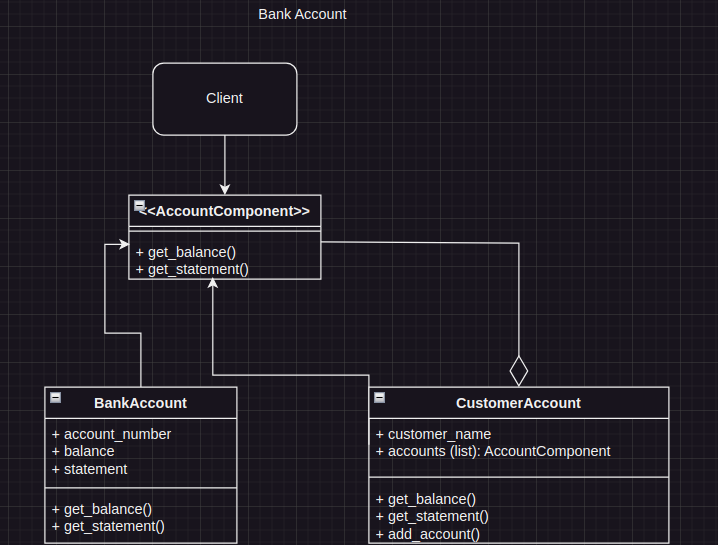 Bank Account
Client
<<AccountComponent>>
+ get_balance()
+ get_statement()
BankAccount
+ account_number
+ balance
+ statement
+ get_balance()
+ get_statement()
CustomerAccount
+ customer_name
+ accounts (list): AccountComponent
+ get_balance()
+ get_statement()
+ add_account()